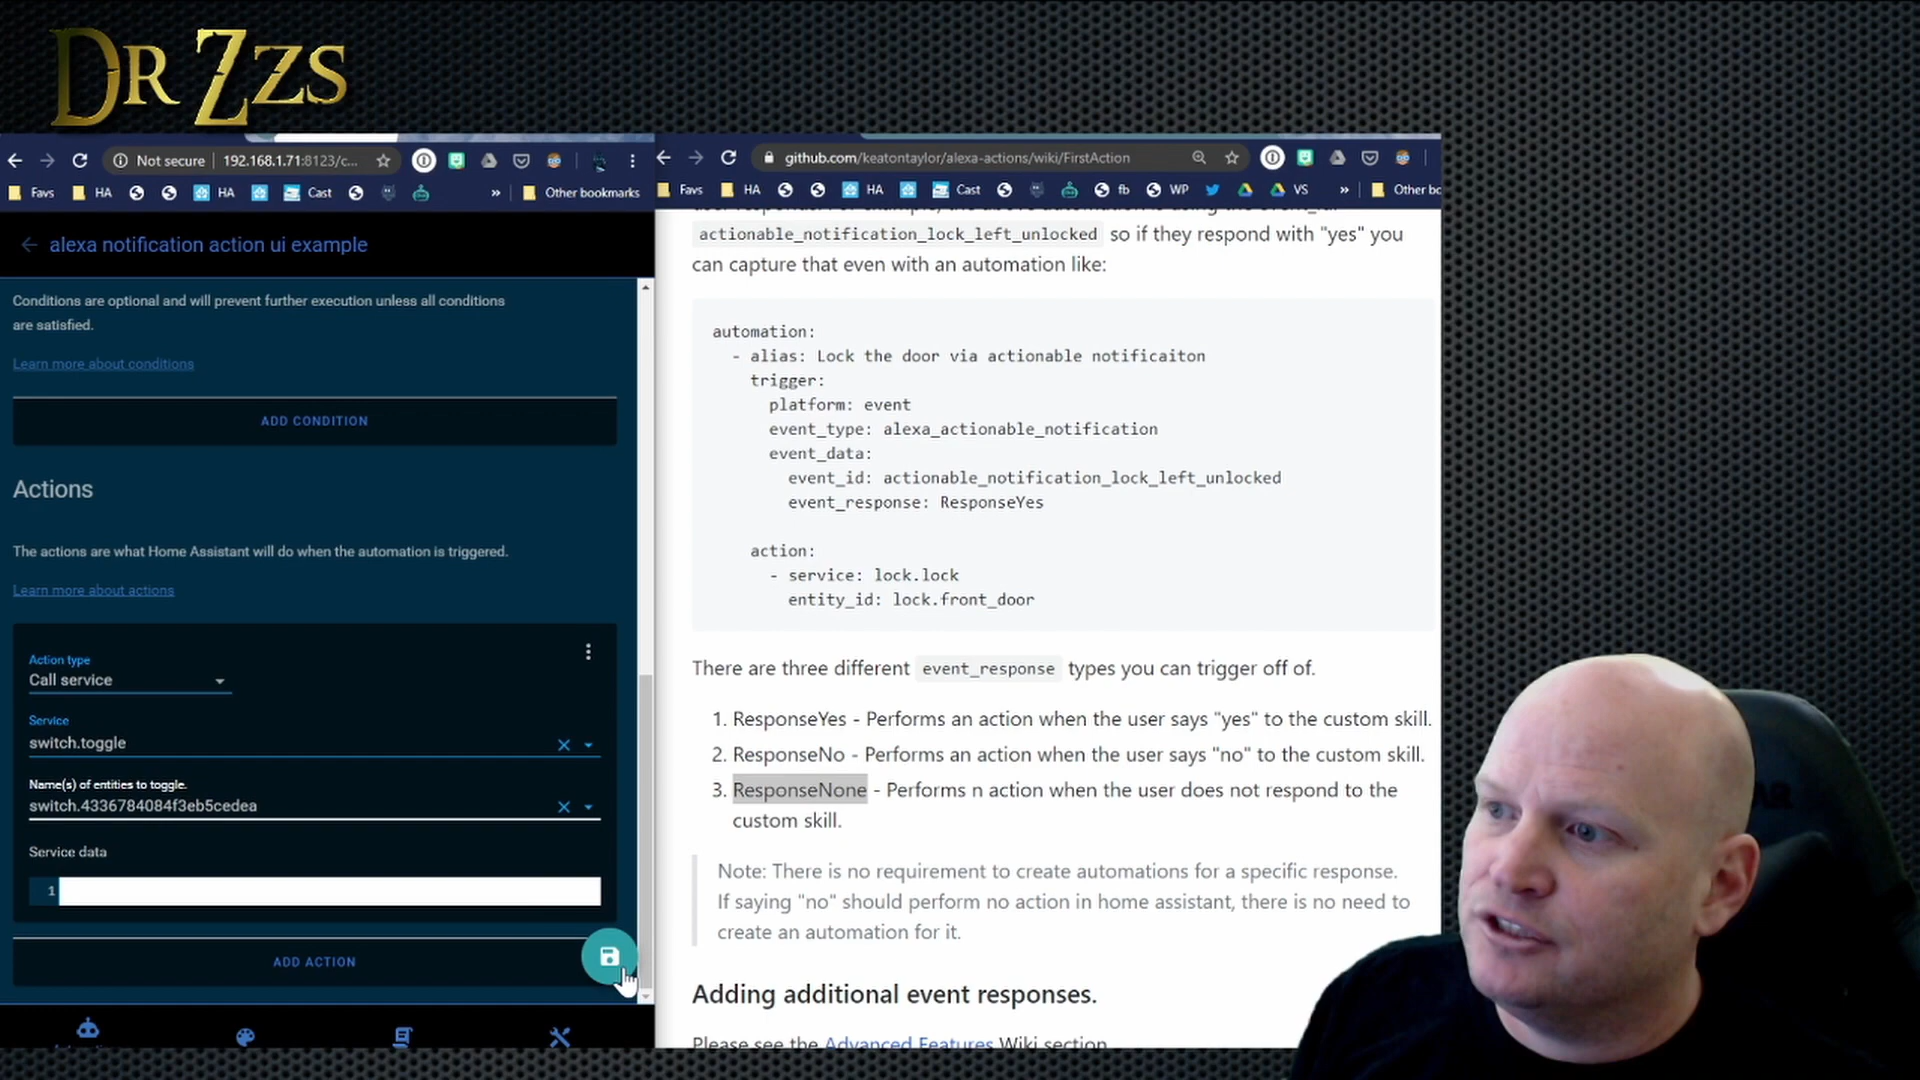 DR ZZS
Not secure | 192.168.1.71:8123/c...
Favs HA HA Cast » Other bookmarks
alexa notification action ui example
Conditions are optional and will prevent further execution unless all conditions
are satisfied.
Learn more about conditions
ADD CONDITION
Actions
The actions are what Home Assistant will do when the automation is triggered.
Learn more about actions
Action type
Call service
Service
switch.toggle
Name(s) of entities to toggle.
switch.4336784084f3eb5cedea
Service data
1
ADD ACTION
github.com/keatontaylor/alexa-actions/wiki/FirstAction
Favs HA HA Cast fb WP VS » Other bo
actionable_notification_lock_left_unlocked so if they respond with "yes" you
can capture that even with an automation like:
automation:
- alias: Lock the door via actionable notificaiton
trigger:
platform: event
event_type: alexa_actionable_notification
event_data:
event_id: actionable_notification_lock_left_unlocked
event_response: ResponseYes
action:
- service: lock.lock
entity_id: lock.front_door
There are three different event_response types you can trigger off of.
1. ResponseYes - Performs an action when the user says "yes" to the custom skill.
2. ResponseNo - Performs an action when the user says "no" to the custom skill.
3. ResponseNone - Performs n action when the user does not respond to the
custom skill.
Note: There is no requirement to create automations for a specific response.
If saying "no" should perform no action in home assistant, there is no need to
create an automation for it.
Adding additional event responses.
Please see the Advanced Features Wiki section